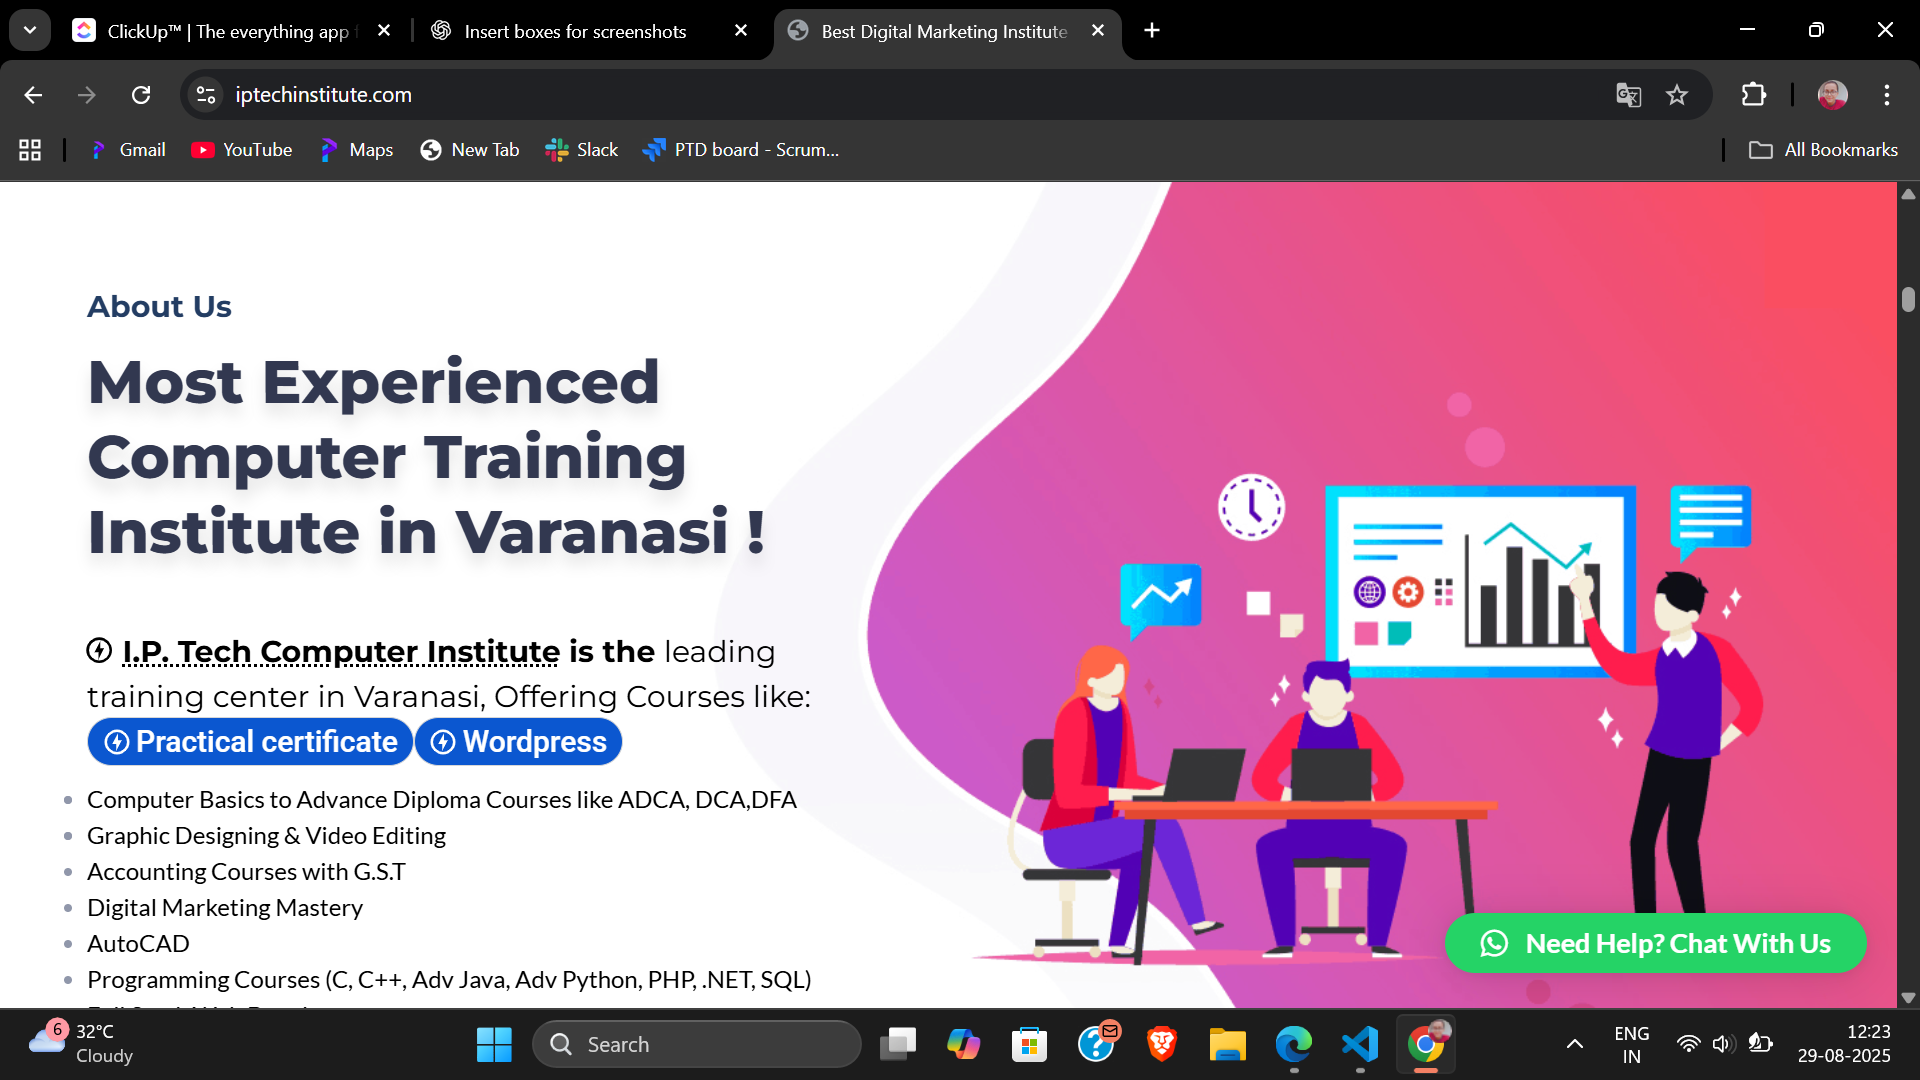 ClickUp™ | The everything app f
Insert boxes for screenshots
Best Digital Marketing Institute
iptechinstitute.com
Gmail
YouTube
Maps
New Tab
Slack
PTD board - Scrum...
All Bookmarks
About Us
Most Experienced
Computer Training
Institute in Varanasi !
I.P. Tech Computer Institute is the leading
training center in Varanasi, Offering Courses like:
Practical certificate Wordpress
Computer Basics to Advance Diploma Courses like ADCA, DCA,DFA
Graphic Designing & Video Editing
Accounting Courses with G.S.T
Digital Marketing Mastery
AutoCAD
Programming Courses (C, C++, Adv Java, Adv Python, PHP, .NET, SQL)
Need Help? Chat With Us
6
32°C
Cloudy
Search
ENG
IN
12:23
29-08-2025